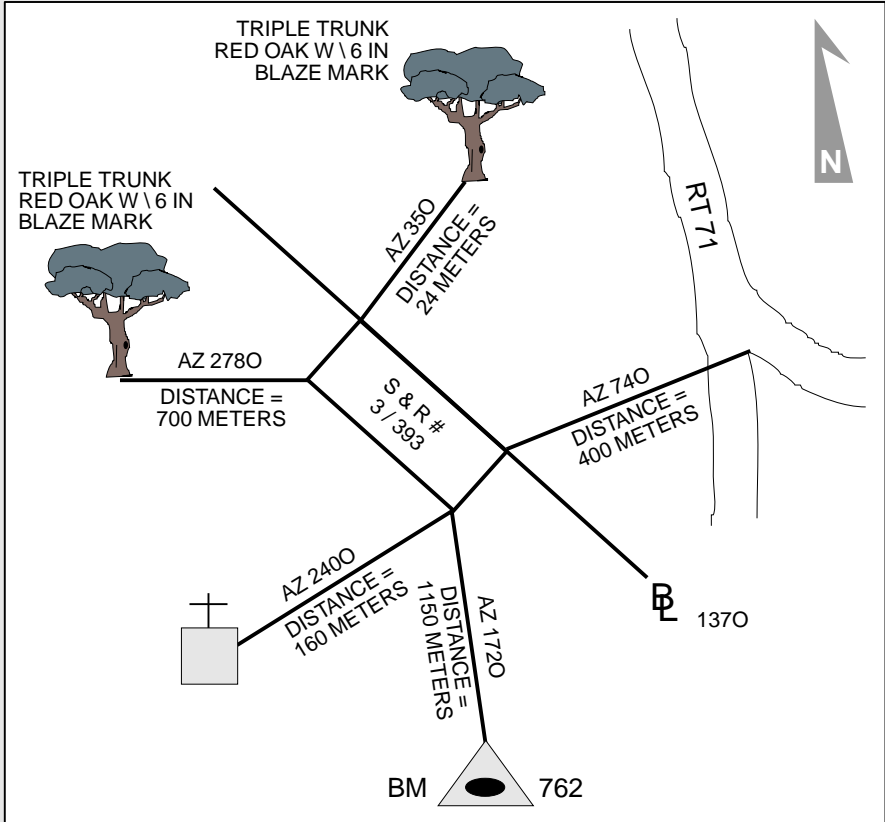 TRIPLE TRUNK
RED OAK W \ 6 IN
BLAZE MARK
N
TRIPLE TRUNK
RED OAK W \ 6 IN
BLAZE MARK
RT 71
AZ 35O
DISTANCE =
24 METERS
AZ 278O
DISTANCE =
700 METERS
S & R #
3 / 393
AZ 74O
DISTANCE =
400 METERS
AZ 240O
DISTANCE =
160 METERS
AZ 172O
DISTANCE =
1150 METERS
BL 137O
BM 762